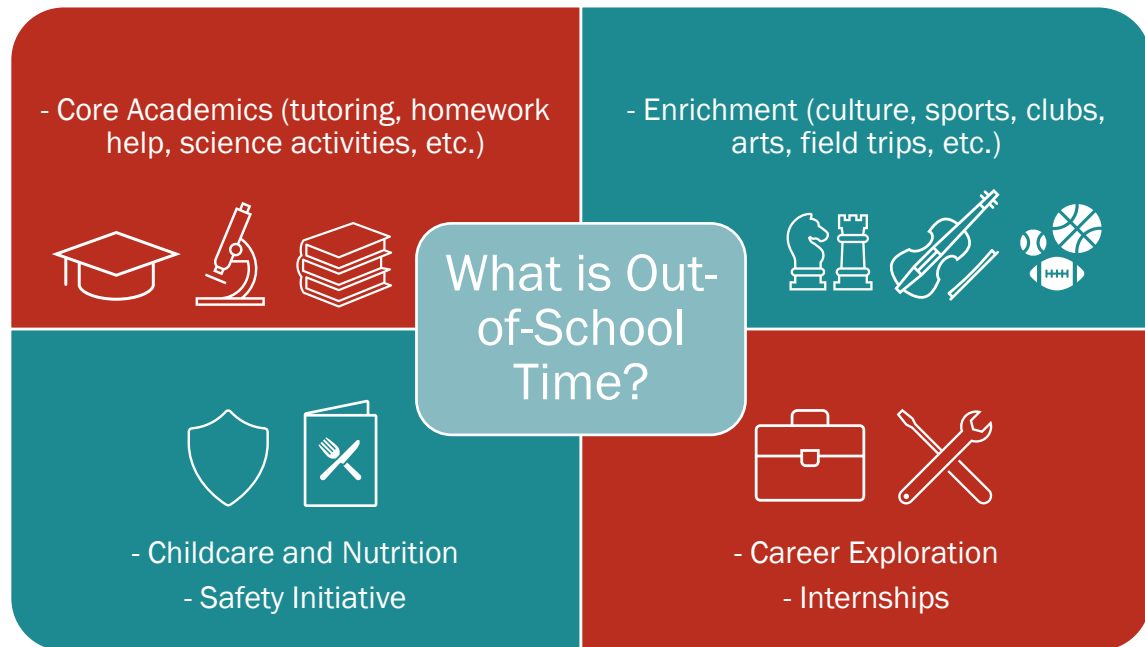 - Core Academics (tutoring, homework
help, science activities, etc.)
- Enrichment (culture, sports, clubs,
arts, field trips, etc.)
What is Out-
of-School
Time?
- Childcare and Nutrition
- Safety Initiative
- Career Exploration
- Internships